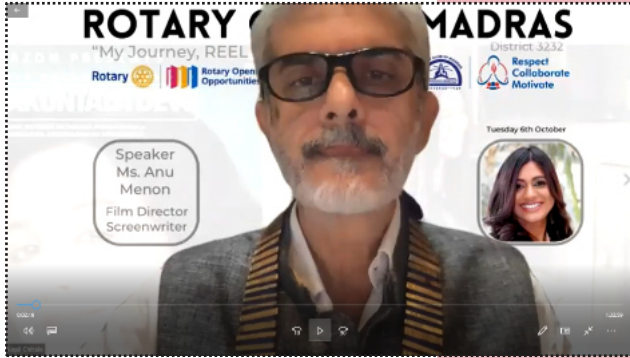 ROTARY C MADRAS
"My Journey, REEL
District 3232
Rotary
Rotary Opens
Opportunities
Respect
Collaborate
Motivate
Tuesday 6th October
Speaker
Ms. Anu
Menon
Film Director
Screenwriter